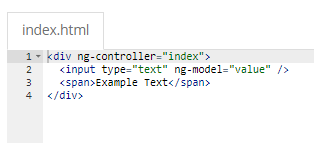 index.html
1 <div ng-controller="index">
2   <input type="text" ng-model="value" />
3   <span>Example Text</span>
4 </div>